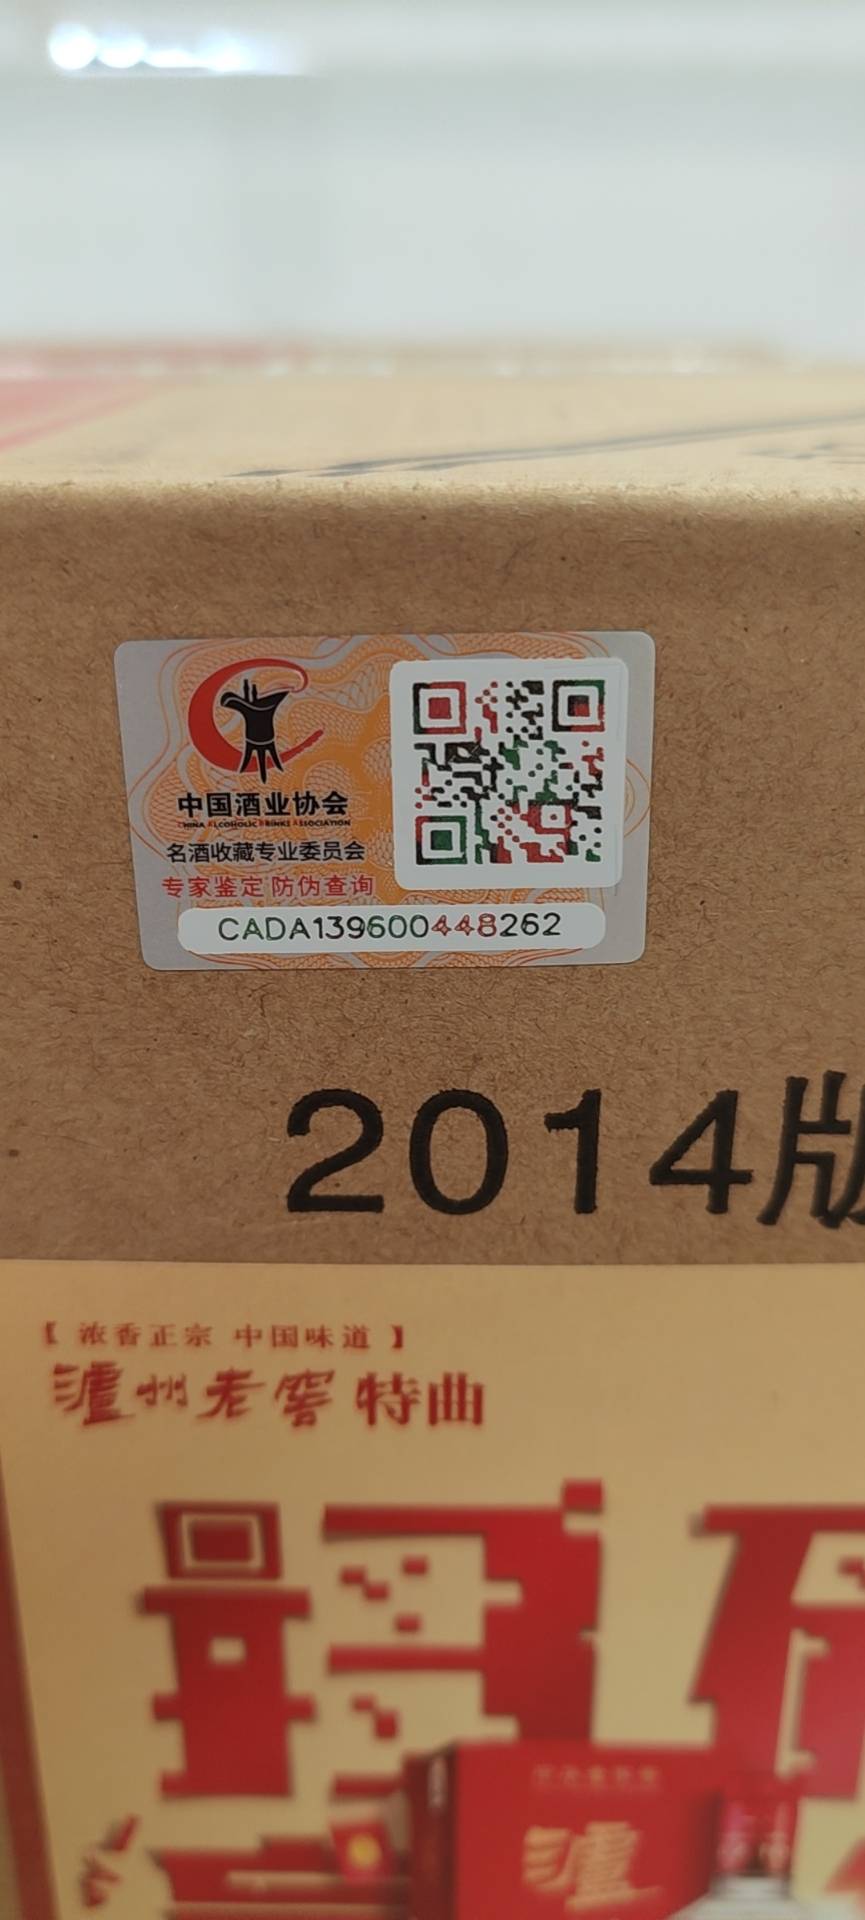 中国酒业协会
CHINA ALCOHOLIC DRINKS ASSOCIATION
名酒收藏专业委员会
专家鉴定 防伪查询
CADA139600448262
2014版
【 浓香正宗 中国味道 】
泸州老窖 特曲
泸